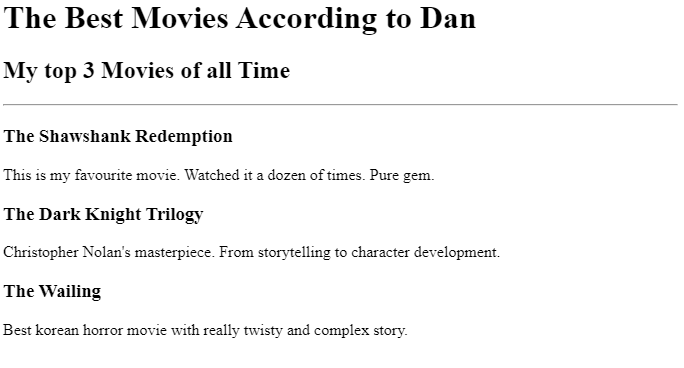 The Best Movies According to Dan
My top 3 Movies of all Time
The Shawshank Redemption
This is my favourite movie. Watched it a dozen of times. Pure gem.
The Dark Knight Trilogy
Christopher Nolan's masterpiece. From storytelling to character development.
The Wailing
Best korean horror movie with really twisty and complex story.